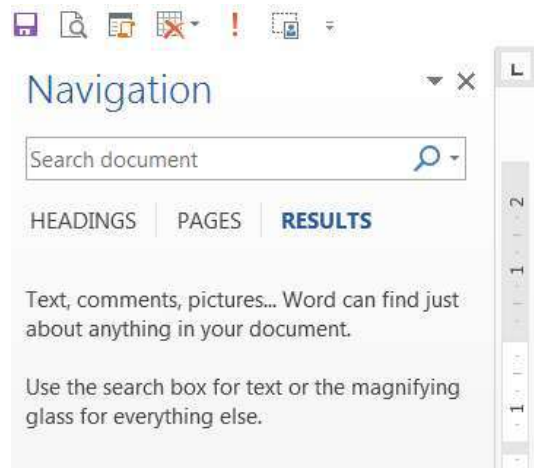 Navigation
Search document
HEADINGS PAGES RESULTS
Text, comments, pictures... Word can find just
about anything in your document.
Use the search box for text or the magnifying
glass for everything else.
L
2
1
1